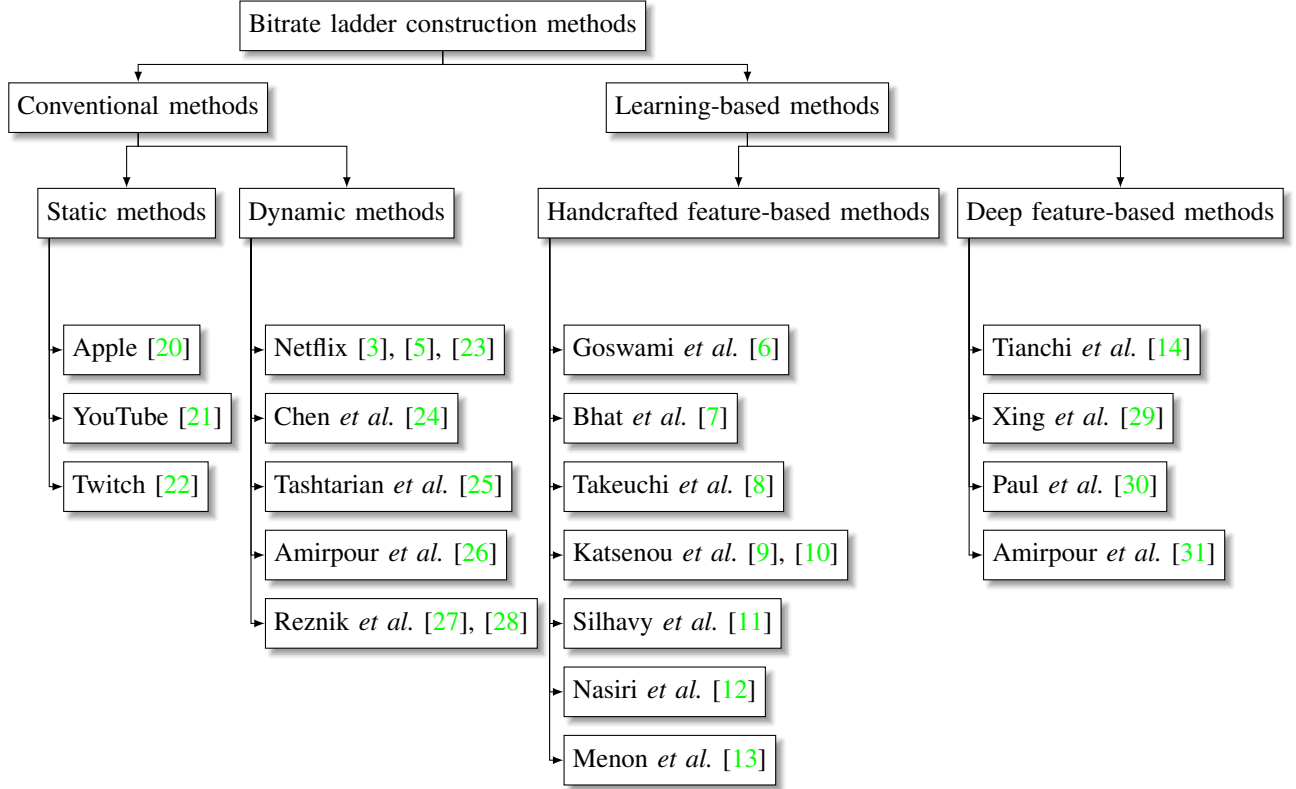 Bitrate ladder construction methods
Conventional methods
Learning-based methods
Static methods
Dynamic methods
Handcrafted feature-based methods
Deep feature-based methods
Apple [20]
YouTube [21]
Twitch [22]
Netflix [3], [5], [23]
Chen et al. [24]
Tashtarian et al. [25]
Amirpour et al. [26]
Reznik et al. [27], [28]
Goswami et al. [6]
Bhat et al. [7]
Takeuchi et al. [8]
Katsenou et al. [9], [10]
Silhavy et al. [11]
Nasiri et al. [12]
Menon et al. [13]
Tianchi et al. [14]
Xing et al. [29]
Paul et al. [30]
Amirpour et al. [31]